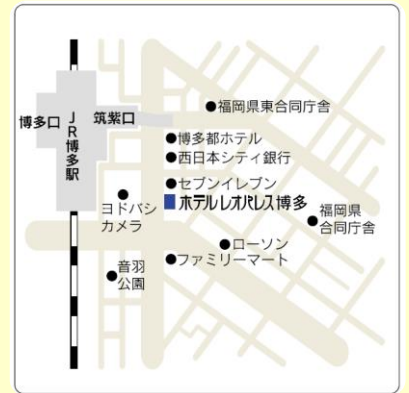 福岡県東合同庁舎
博多口
JR博多駅
筑紫口
博多都ホテル
西日本シティ銀行
セブンイレブン
ホテルレオパレス博多
ヨドバシ
カメラ
福岡県
合同庁舎
ローソン
ファミリーマート
音羽
公園